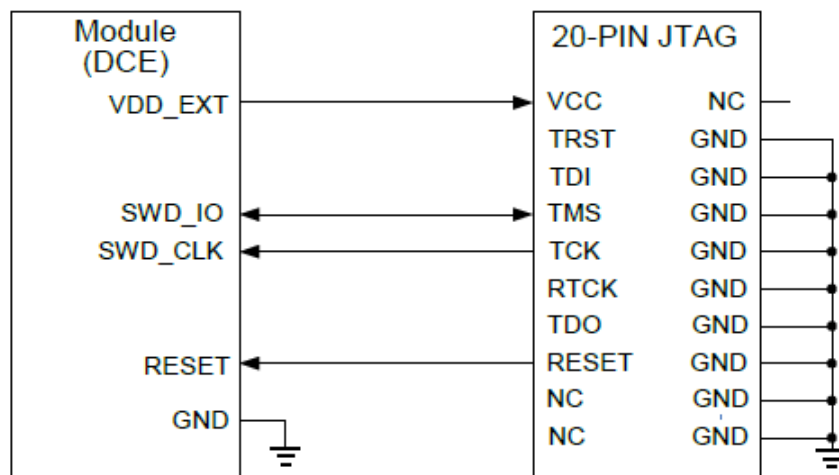 Module
(DCE)
VDD_EXT
SWD_IO
SWD_CLK
RESET
GND
20-PIN JTAG
VCC NC
TRST GND
TDI GND
TMS GND
TCK GND
RTCK GND
TDO GND
RESET GND
NC GND
NC GND